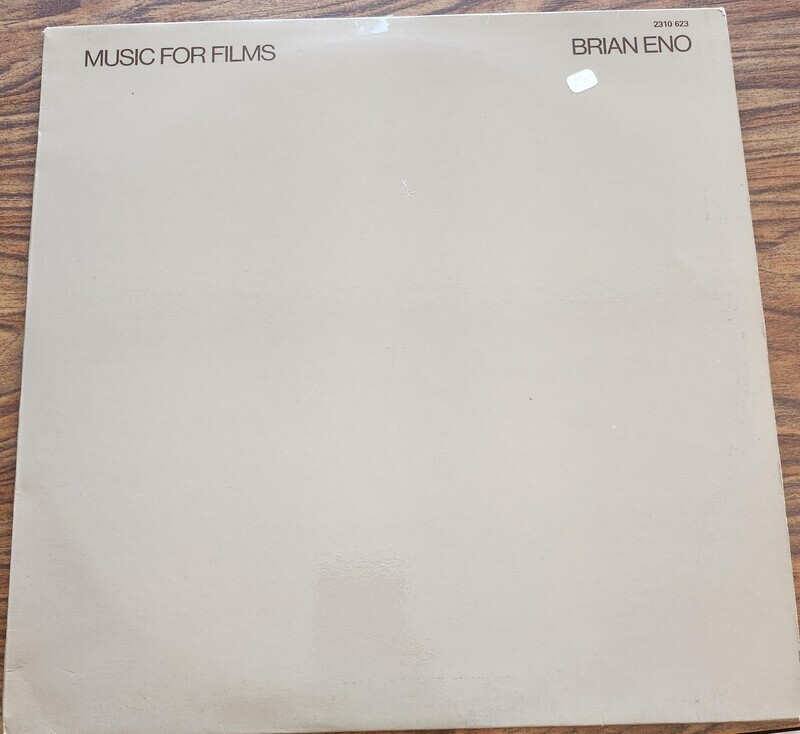 2310 623
MUSIC FOR FILMS
BRIAN ENO